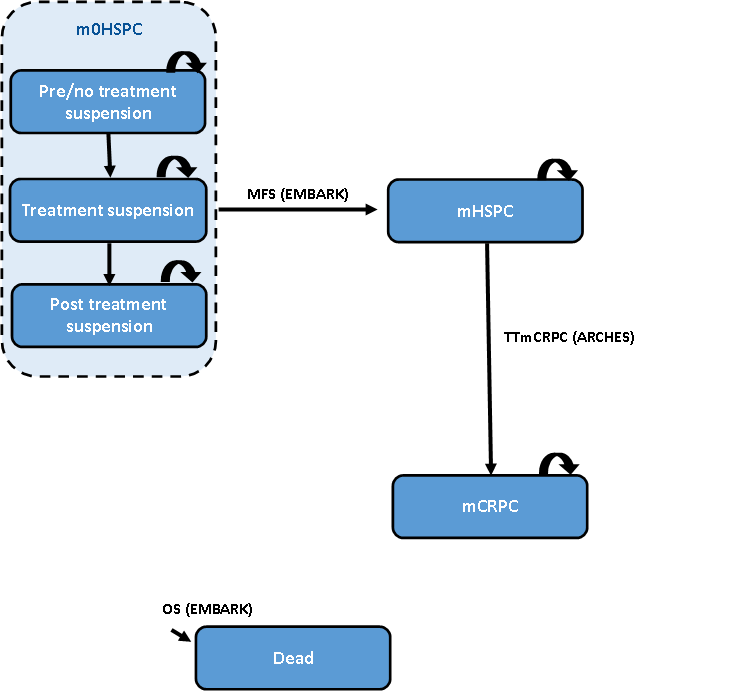 m0HSPC
Pre/no treatment
suspension
Treatment suspension
Post treatment
suspension
MFS (EMBARK)
mHSPC
TTmCRPC (ARCHES)
mCRPC
OS (EMBARK)
Dead